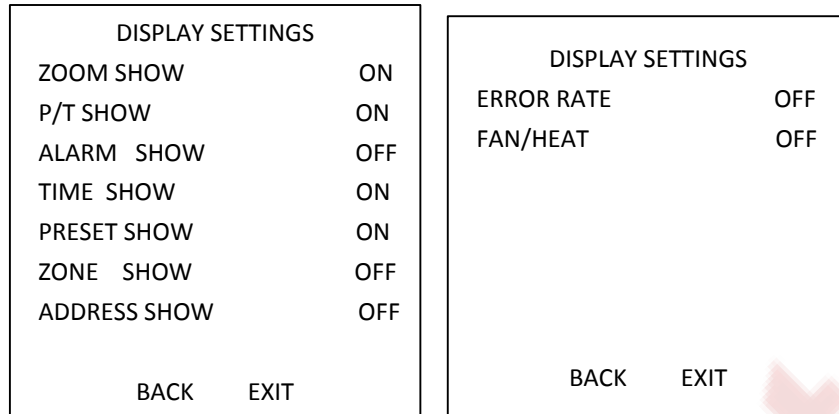 DISPLAY SETTINGS
ZOOM SHOW ON
P/T SHOW ON
ALARM SHOW OFF
TIME SHOW ON
PRESET SHOW ON
ZONE SHOW OFF
ADDRESS SHOW OFF
BACK EXIT
DISPLAY SETTINGS
ERROR RATE OFF
FAN/HEAT OFF
BACK EXIT